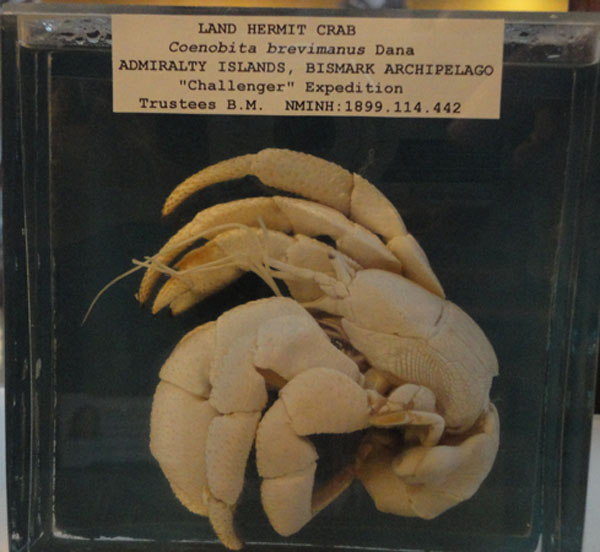 LAND HERMIT CRAB
Coenobita brevimanus Dana
ADMIRALTY ISLANDS, BISMARK ARCHIPELAGO
"Challenger" Expedition
Trustees B.M. NMINH:1899.114.442